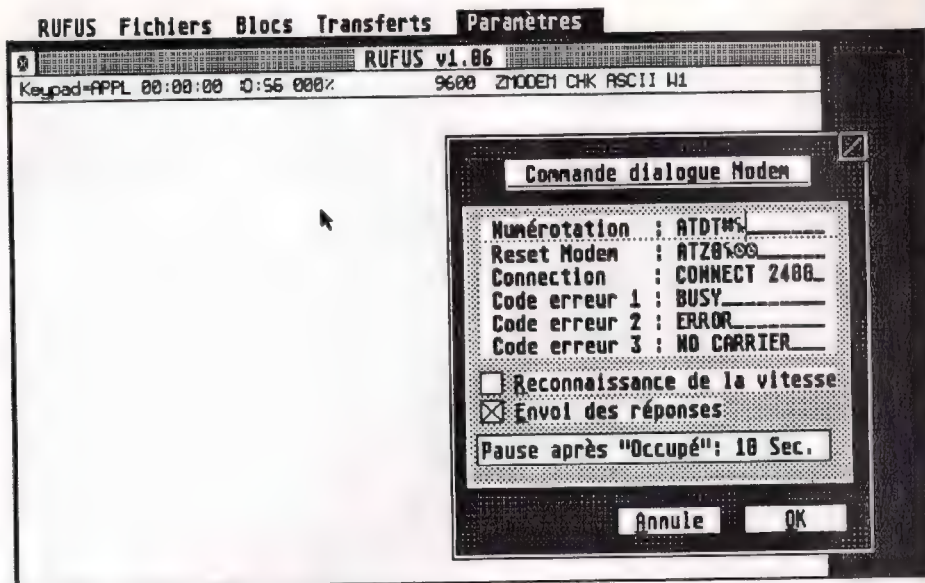 RUFUS Fichiers Blocs Transferts Paramètres
RUFUS v1.06
Keypad=APPL 00:00:00 0:56 000% 9600 ZMODEM CHK ASCII W1
Commande dialogue Modem
Numérotation : ATDT#
Reset Modem :
Connection : CONNECT 2400
Code erreur 1 : BUSY
Code erreur 2 : ERROR
Code erreur 3 : NO CARRIER
Reconnaissance de la vitesse
Envoi des réponses
Pause après "Occupé": 10 Sec.
Annule OK